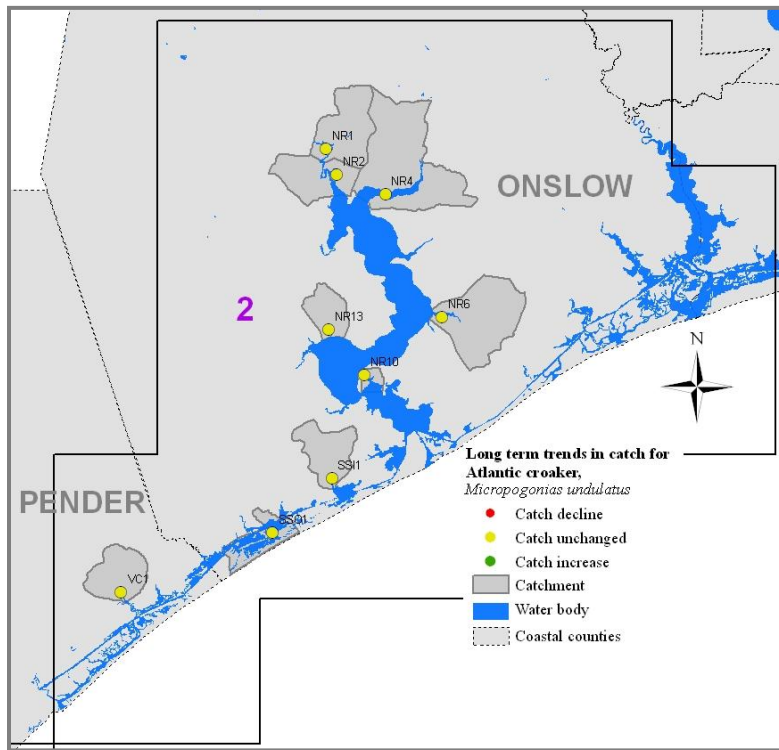 NR1
NR2
NR4
ONSLOW
2
NR13
NR6
N
NR10
Long term trends in catch for
Atlantic croaker,
Micropogonias undulatus
SSI1
PENDER
Catch decline
SSO1
Catch unchanged
Catch increase
VC1
Catchment
Water body
Coastal counties